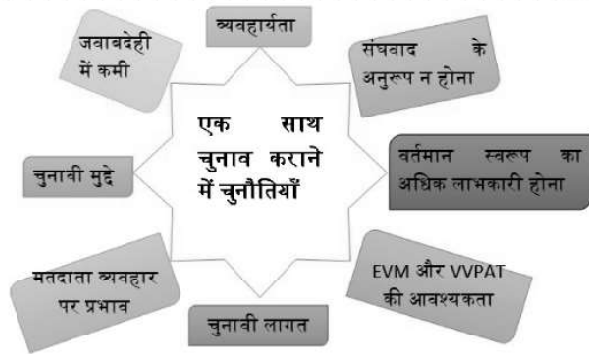 व्यवहार्यता
जवाबदेही
में कमी
संघवाद के
अनुरूप न होना
एक साथ
चुनाव कराने
में चुनौतियाँ
चुनावी मुद्दे
वर्तमान स्वरूप का
अधिक लाभकारी होना
मतदाता व्यवहार
पर प्रभाव
EVM और VVPAT
की आवश्यकता
चुनावी लागत